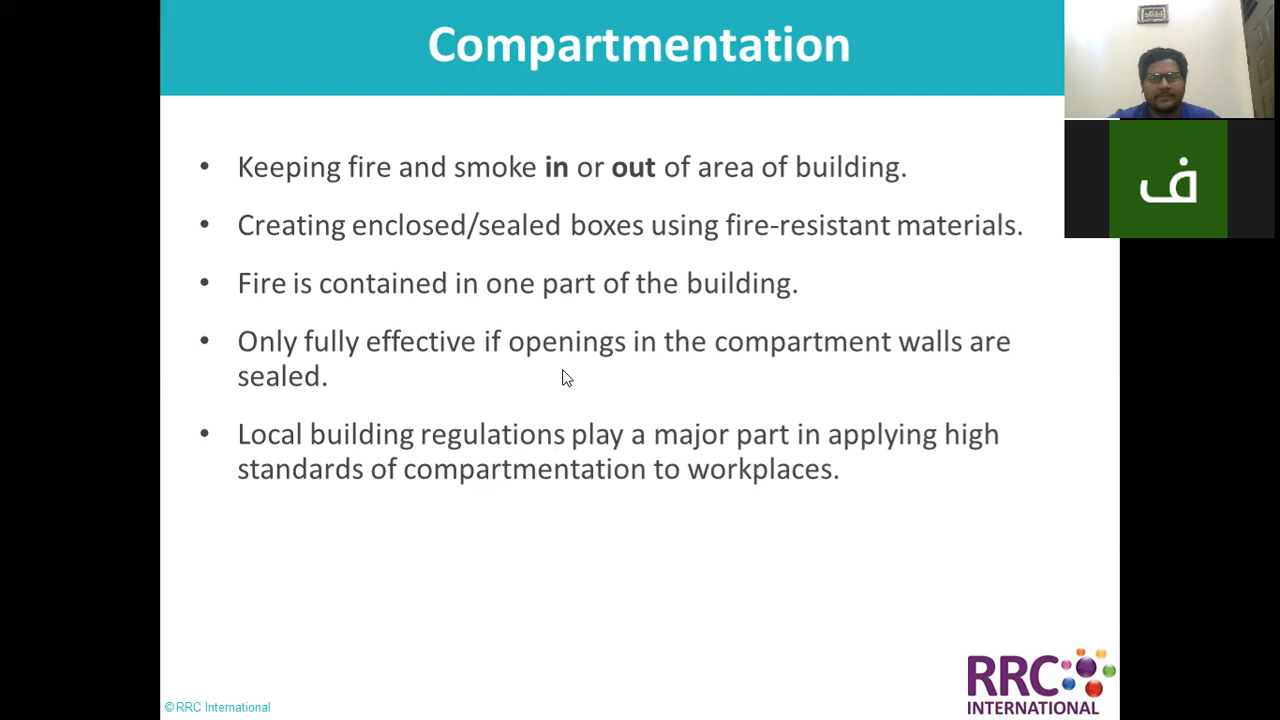 Compartmentation
• Keeping fire and smoke in or out of area of building.
• Creating enclosed/sealed boxes using fire-resistant materials.
• Fire is contained in one part of the building.
• Only fully effective if openings in the compartment walls are
sealed.
• Local building regulations play a major part in applying high
standards of compartmentation to workplaces.
ف
© RRC International
RRC
INTERNATIONAL